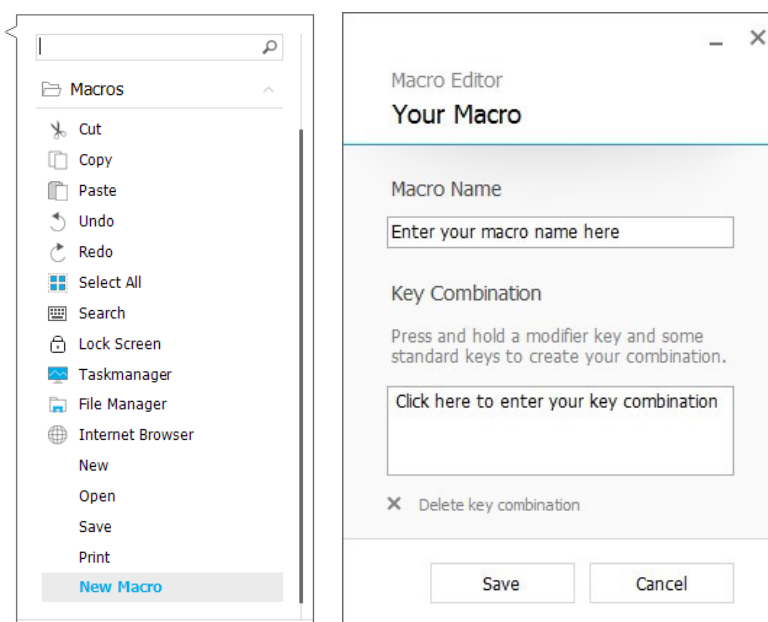 Macros
Cut
Copy
Paste
Undo
Redo
Select All
Search
Lock Screen
Taskmanager
File Manager
Internet Browser
New
Open
Save
Print
New Macro
Macro Editor
Your Macro
Macro Name
Enter your macro name here
Key Combination
Press and hold a modifier key and some
standard keys to create your combination.
Click here to enter your key combination
Delete key combination
Save
Cancel